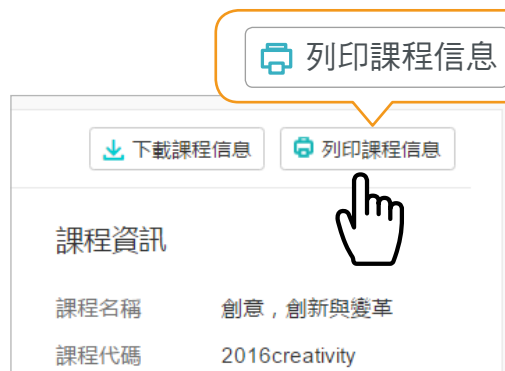 列印課程信息
下載課程信息 列印課程信息
課程資訊
課程名稱 創意，創新與變革
課程代碼 2016creativity